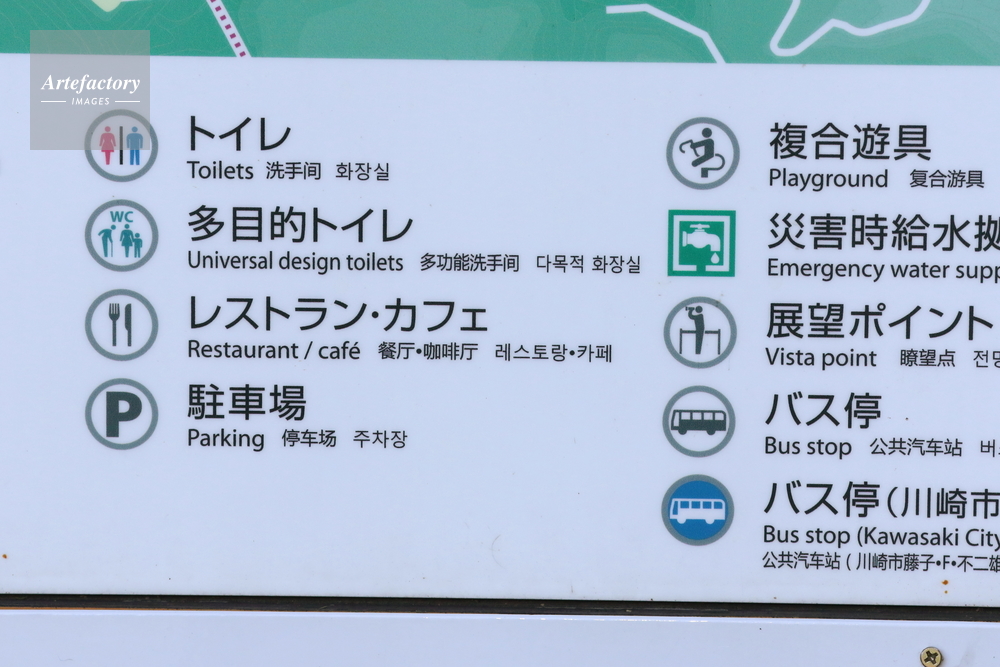 Artefactory
IMAGES
トイレ
Toilets 洗手间 화장실
WC
多目的トイレ
Universal design toilets 多功能洗手间 다목적 화장실
レストラン・カフェ
Restaurant / café 餐厅・咖啡厅 레스토랑・카페
P
駐車場
Parking 停车场 주차장
複合遊具
Playground 复合游具
災害時給水拠
Emergency water supp
展望ポイント
Vista point 瞭望点 전망
バス停
Bus stop 公共汽车站 버스
バス停(川崎市
Bus stop (Kawasaki City
公共汽车站(川崎市藤子・F・不二雄